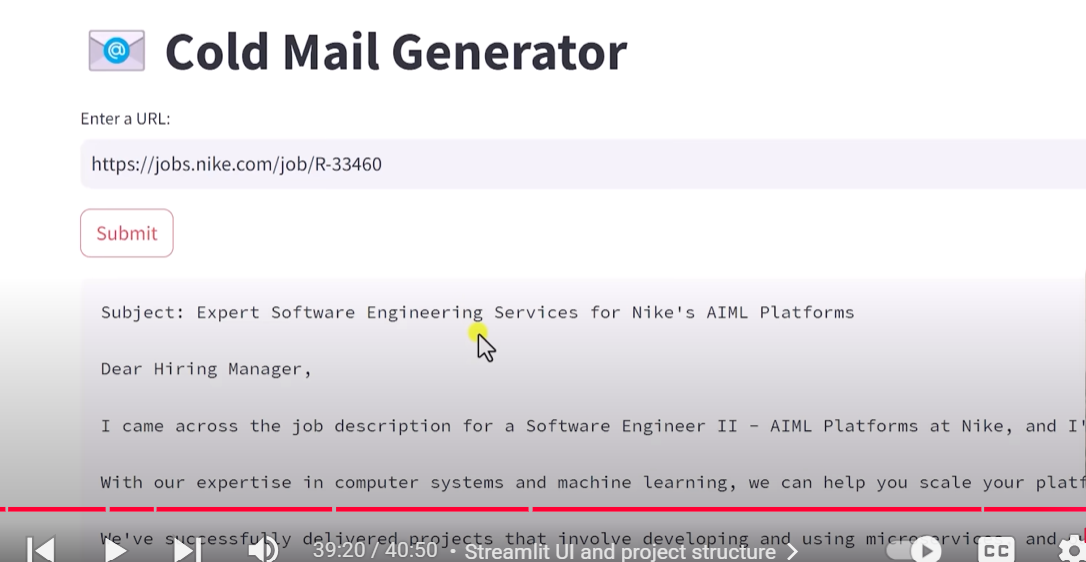 Cold Mail Generator
Enter a URL:
https://jobs.nike.com/job/R-33460
Submit
Subject: Expert Software Engineering Services for Nike's AIML Platforms
Dear Hiring Manager,
I came across the job description for a Software Engineer II - AIML Platforms at Nike, and I'
With our expertise in computer systems and machine learning, we can help you scale your platf
We've successfully delivered projects that involve developing and using microservic and
39:20 / 40:50 • Streamlit UI and project structure
CC